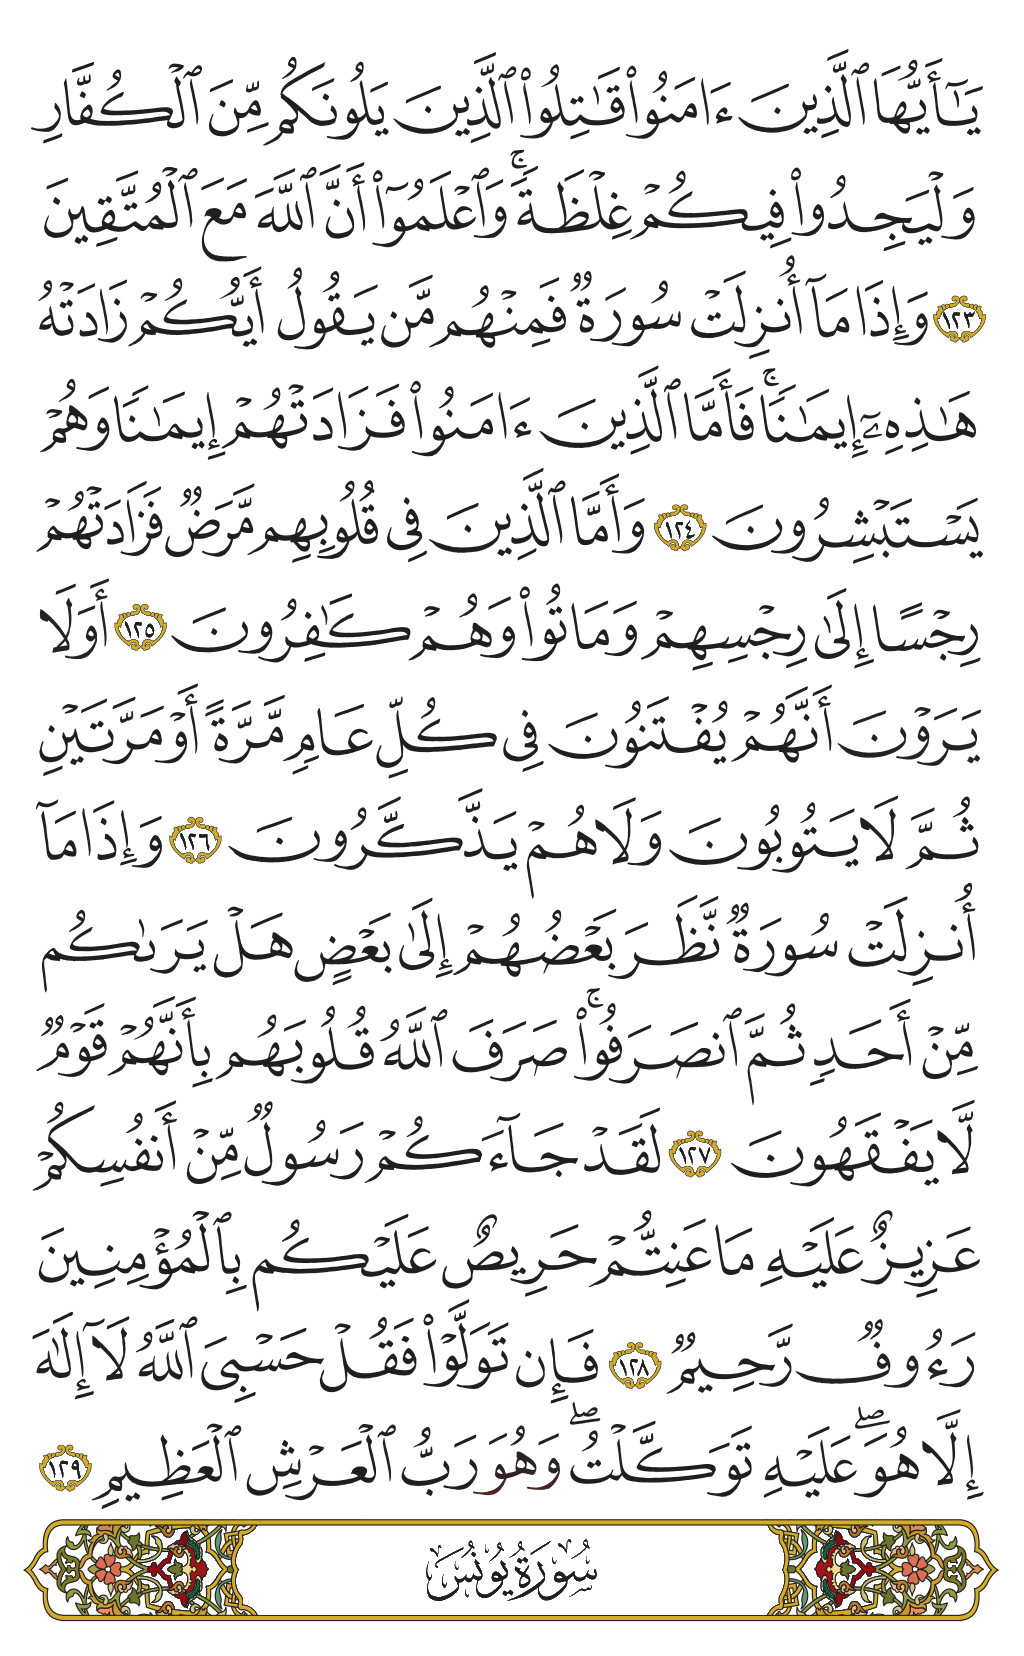 يَـٰٓأَيُّهَا ٱلَّذِينَ ءَامَنُوا۟ قَـٰتِلُوا۟ ٱلَّذِينَ يَلُونَكُم مِّنَ ٱلْكُفَّارِ
وَلْيَجِدُوا۟ فِيكُمْ غِلْظَةً ۚ وَٱعْلَمُوٓا۟ أَنَّ ٱللَّهَ مَعَ ٱلْمُتَّقِينَ
١٢٣ وَإِذَا مَآ أُنزِلَتْ سُورَةٌ فَمِنْهُم مَّن يَقُولُ أَيُّكُمْ زَادَتْهُ
هَـٰذِهِۦٓ إِيمَـٰنًا ۚ فَأَمَّا ٱلَّذِينَ ءَامَنُوا۟ فَزَادَتْهُمْ إِيمَـٰنًا وَهُمْ
يَسْتَبْشِرُونَ ١٢٤ وَأَمَّا ٱلَّذِينَ فِى قُلُوبِهِم مَّرَضٌ فَزَادَتْهُمْ
رِجْسًا إِلَىٰ رِجْسِهِمْ وَمَاتُوا۟ وَهُمْ كَـٰفِرُونَ ١٢٥ أَوَلَا
يَرَوْنَ أَنَّهُمْ يُفْتَنُونَ فِى كُلِّ عَامٍ مَّرَّةً أَوْ مَرَّتَيْنِ
ثُمَّ لَا يَتُوبُونَ وَلَا هُمْ يَذَّكَّرُونَ ١٢٦ وَإِذَا مَآ
أُنزِلَتْ سُورَةٌ نَّظَرَ بَعْضُهُمْ إِلَىٰ بَعْضٍ هَلْ يَرَىٰكُم
مِّنْ أَحَدٍ ثُمَّ ٱنصَرَفُوا۟ ۚ صَرَفَ ٱللَّهُ قُلُوبَهُم بِأَنَّهُمْ قَوْمٌ
لَّا يَفْقَهُونَ ١٢٧ لَقَدْ جَآءَكُمْ رَسُولٌ مِّنْ أَنفُسِكُمْ
عَزِيزٌ عَلَيْهِ مَا عَنِتُّمْ حَرِيصٌ عَلَيْكُم بِٱلْمُؤْمِنِينَ
رَءُوفٌ رَّحِيمٌ ١٢٨ فَإِن تَوَلَّوْا۟ فَقُلْ حَسْبِىَ ٱللَّهُ لَآ إِلَـٰهَ
إِلَّا هُوَ ۖ عَلَيْهِ تَوَكَّلْتُ ۖ وَهُوَ رَبُّ ٱلْعَرْشِ ٱلْعَظِيمِ ١٢٩
سُورَةُ يُونُسَ